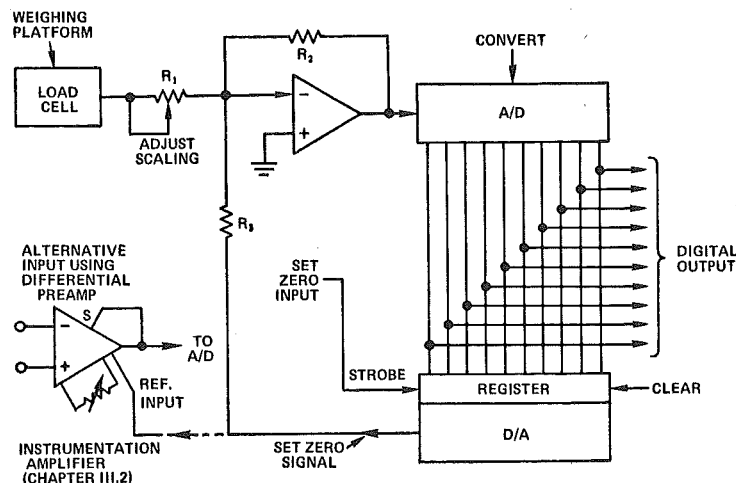 WEIGHING
PLATFORM
LOAD
CELL
R1
ADJUST
SCALING
R2
−
+
CONVERT
A/D
R3
DIGITAL
OUTPUT
ALTERNATIVE
INPUT USING
DIFFERENTIAL
PREAMP
S
−
+
TO
A/D
REF.
INPUT
INSTRUMENTATION
AMPLIFIER
(CHAPTER III.2)
SET
ZERO
INPUT
STROBE
REGISTER
CLEAR
D/A
SET ZERO
SIGNAL